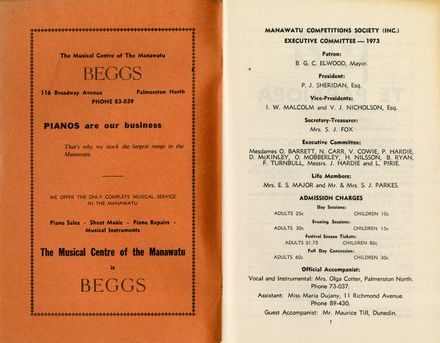 The Musical Centre of The Manawatu
BEGGS
116 Broadway Avenue Palmerston North
PHONE 83-039
PIANOS are our business
That's why we stock the largest range in the
Manawatu
WE OFFER THE ONLY COMPLETE MUSICAL SERVICE
IN THE MANAWATU
Piano Sales - Sheet Music - Piano Repairs -
Musical Instruments
The Musical Centre of the Manawatu
is
BEGGS
MANAWATU COMPETITIONS SOCIETY (INC.)
EXECUTIVE COMMITTEE — 1973
Patron:
B. G. C. ELWOOD, Mayor.
President:
P. J. SHERIDAN, Esq.
Vice-Presidents:
I. W. MALCOLM and V. J. NICHOLSON, Esq.
Secretary-Treasurer:
Mrs. S. J. FOX
Executive Committee:
Mesdames O. BARRETT, N. CARR, V. COWIE, P. HARDIE,
D. McKINLEY, O. MOBBERLEY, H. NILSSON, B. RYAN,
F. TURNBULL, Messrs. J. HARDIE and L. PIRIE.
Life Members:
Mrs. E. S. MAJOR and Mr. & Mrs. S. J. PARKES.
ADMISSION CHARGES
Day Sessions:
ADULTS 25c CHILDREN 10c
Evening Sessions:
ADULTS 30c CHILDREN 15c
Festival Season Tickets:
ADULTS $1.75 CHILDREN 80c
Full Day Concession:
ADULTS 60c CHILDREN 30c
Official Accompanist:
Vocal and Instrumental: Mrs. Olga Cotter, Palmerston North.
Phone 73-037.
Assistant: Miss Maria Dujany, 11 Richmond Avenue.
Phone 89-430.
Guest Accompanist: Mr. Maurice Till, Dunedin.